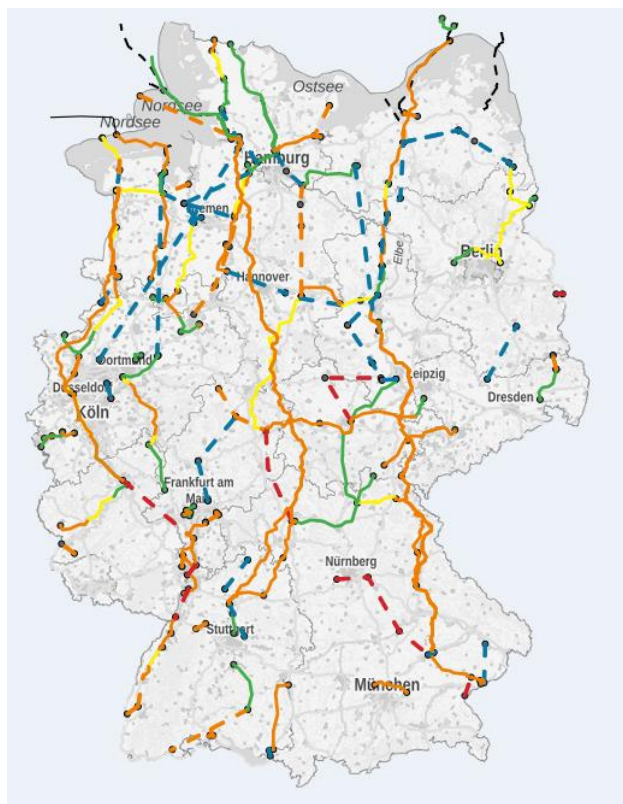 Ostsee
Nordsee
Nordsee
Hamburg
Bremen
Elbe
Berlin
Hannover
Dortmund
Leipzig
Düsseldorf
Dresden
Köln
Frankfurt am
Main
Nürnberg
Stuttgart
München